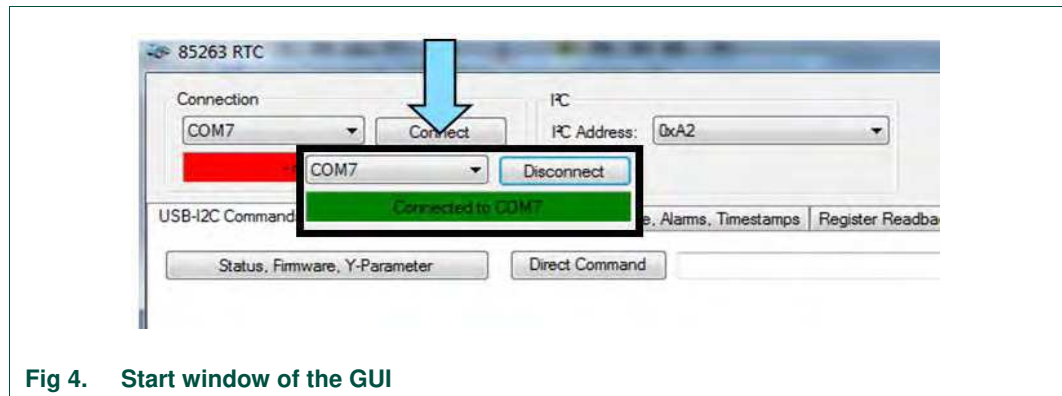 85263 RTC
Connection
I²C
COM7
Connect
I²C Address:
0xA2
COM7
Disconnect
Connected to COM7
USB-I2C Command
Alarms, Timestamps
Register Readba
Status, Firmware, Y-Parameter
Direct Command
Fig 4. Start window of the GUI